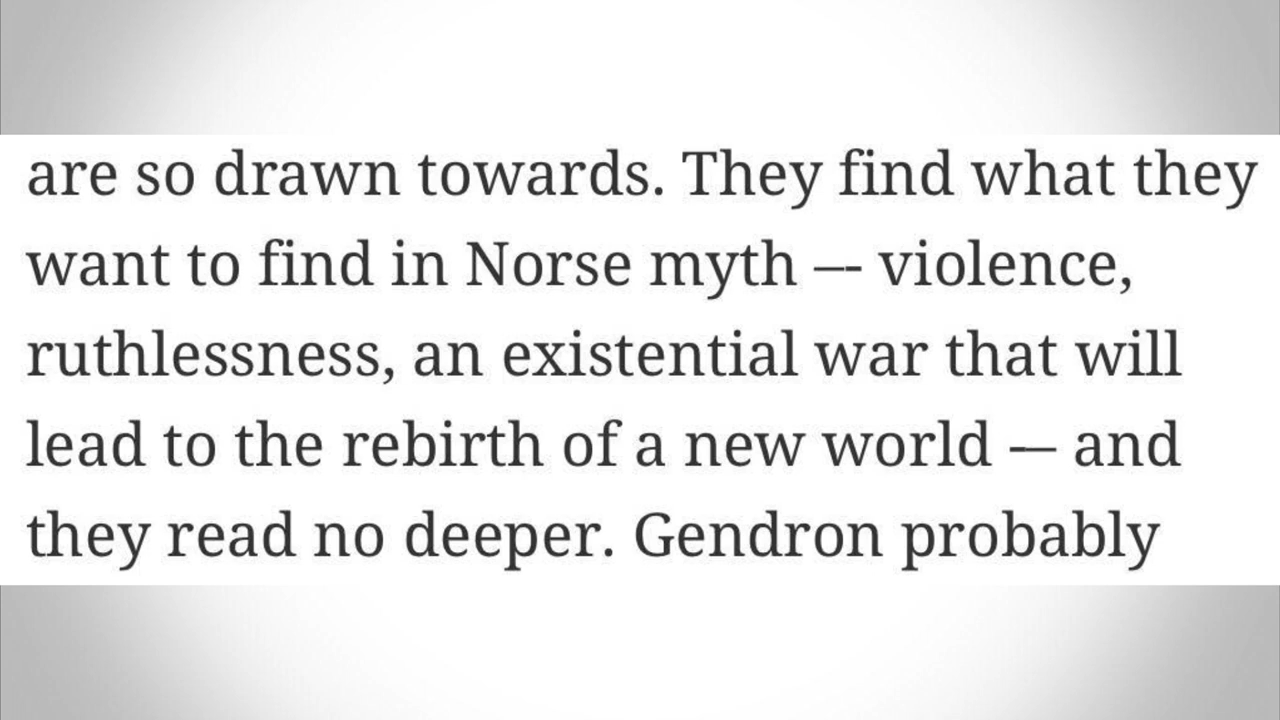 are so drawn towards. They find what they
want to find in Norse myth –- violence,
ruthlessness, an existential war that will
lead to the rebirth of a new world -– and
they read no deeper. Gendron probably